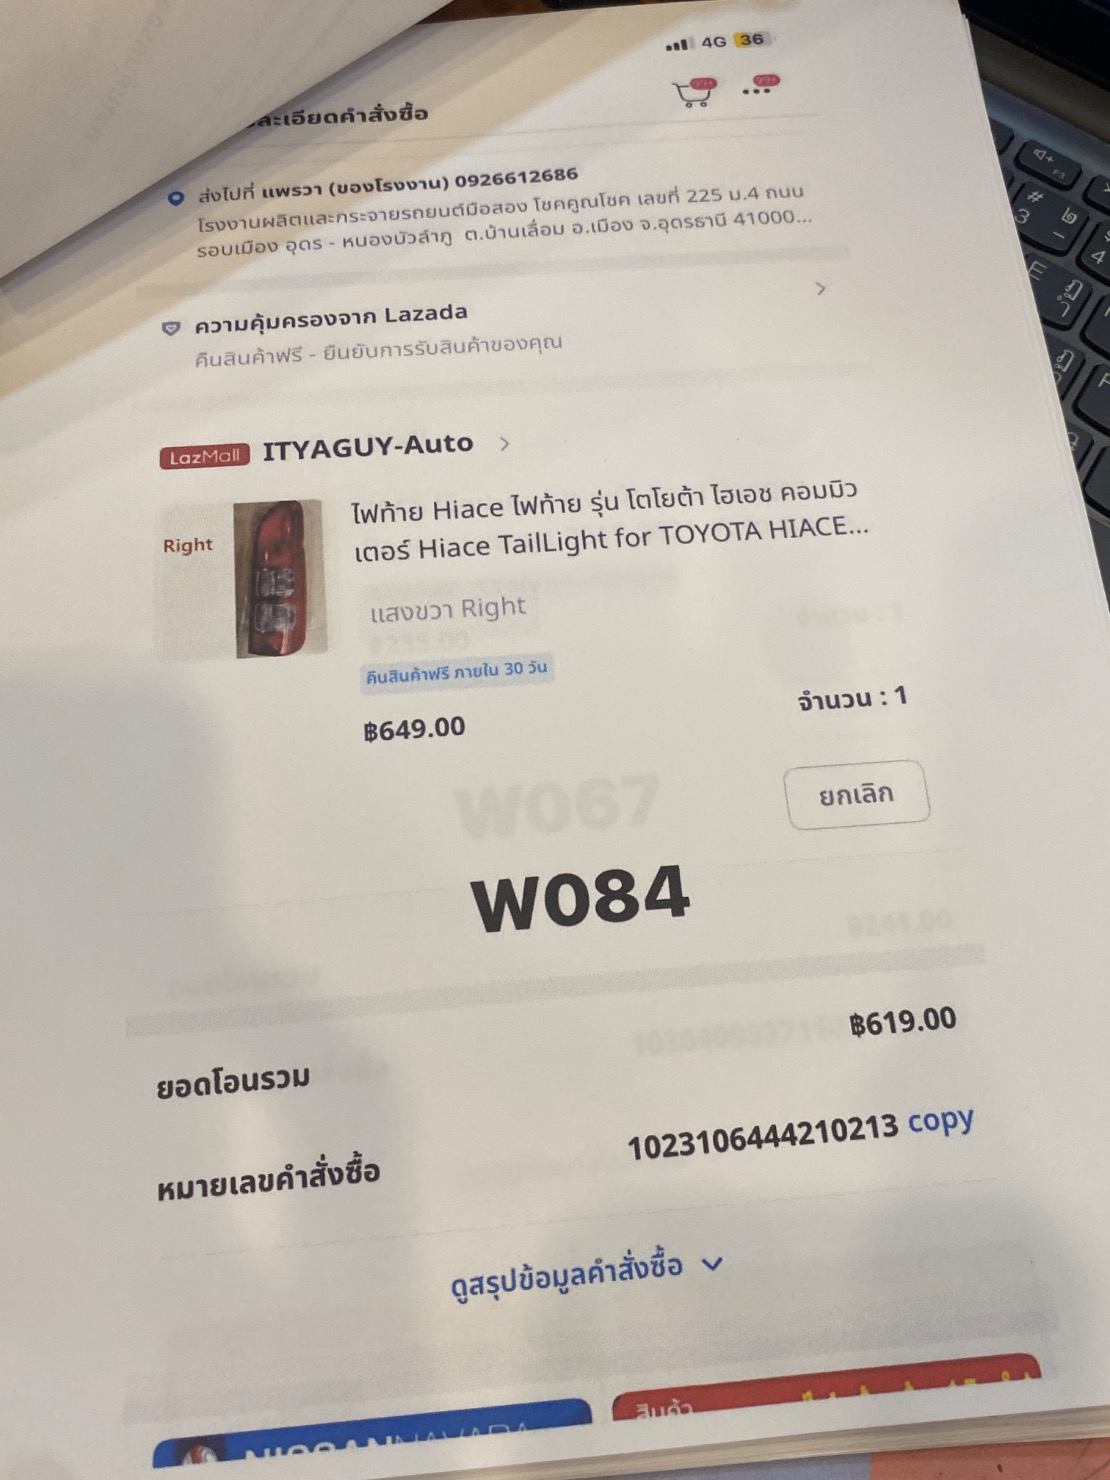 4G 36
99+ 99+
ละเอียดคำสั่งซื้อ
ส่งไปที่ แพรวา (ของโรงงาน) 0926612686
โรงงานผลิตและกระจายรถยนต์มือสอง โชคคูณโชค เลขที่ 225 ม.4 ถนน
รอบเมือง อุดร - หนองบัวลำภู ต.บ้านเลื่อม อ.เมือง จ.อุดรธานี 41000...
ความคุ้มครองจาก Lazada
คืนสินค้าฟรี - ยืนยันการรับสินค้าของคุณ
LazMall ITYAGUY-Auto
Right
ไฟท้าย Hiace ไฟท้าย รุ่น โตโยต้า ไฮเอช คอมมิว
เตอร์ Hiace TailLight for TOYOTA HIACE...
แสงขวา Right
คืนสินค้าฟรี ภายใน 30 วัน
฿649.00
จำนวน : 1
ยกเลิก
W067
W084
฿619.00
ยอดโอนรวม
1023106444210213 copy
หมายเลขคำสั่งซื้อ
ดูสรุปข้อมูลคำสั่งซื้อ
สินค้า